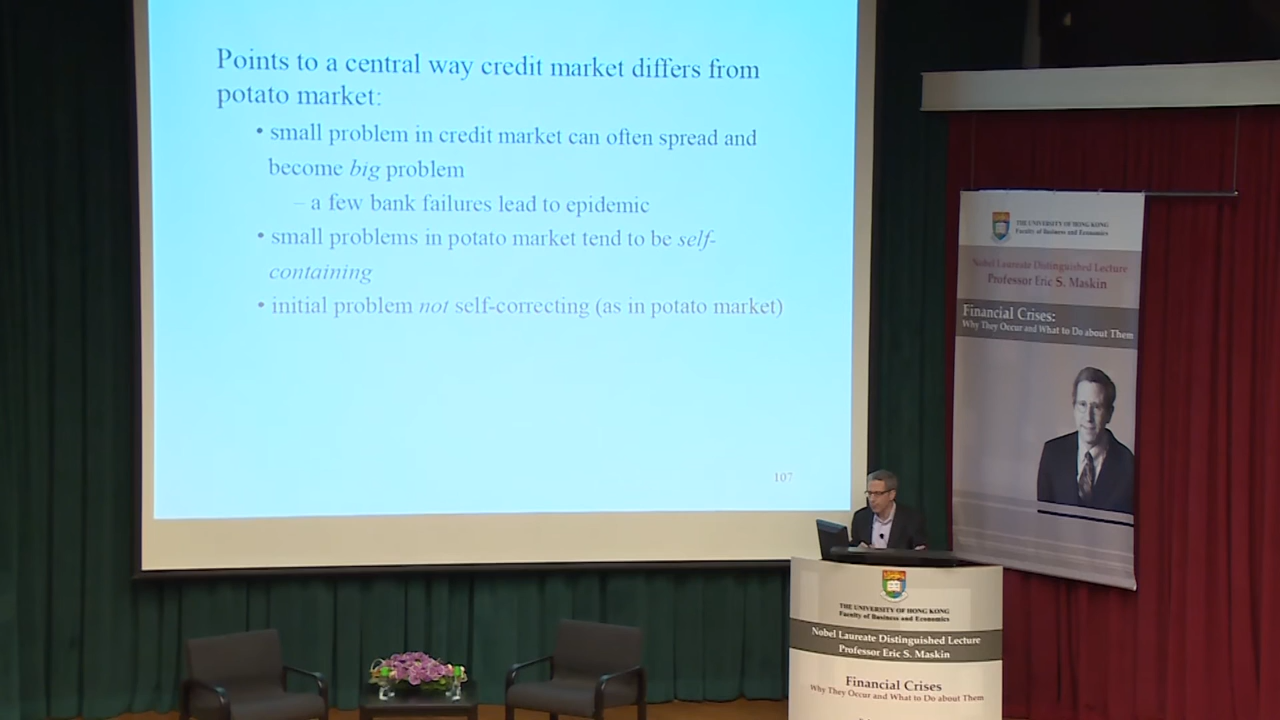 Points to a central way credit market differs from
potato market:
• small problem in credit market can often spread and
become big problem
– a few bank failures lead to epidemic
• small problems in potato market tend to be self-
containing
• initial problem not self-correcting (as in potato market)
107
THE UNIVERSITY OF HONG KONG
Faculty of Business and Economics
Nobel Laureate Distinguished Lecture
Professor Eric S. Maskin
Financial Crises:
Why They Occur and What to Do about Them
THE UNIVERSITY OF HONG KONG
Faculty of Business and Economics
Nobel Laureate Distinguished Lecture
Professor Eric S. Maskin
Financial Crises
Why They Occur and What to Do about Them